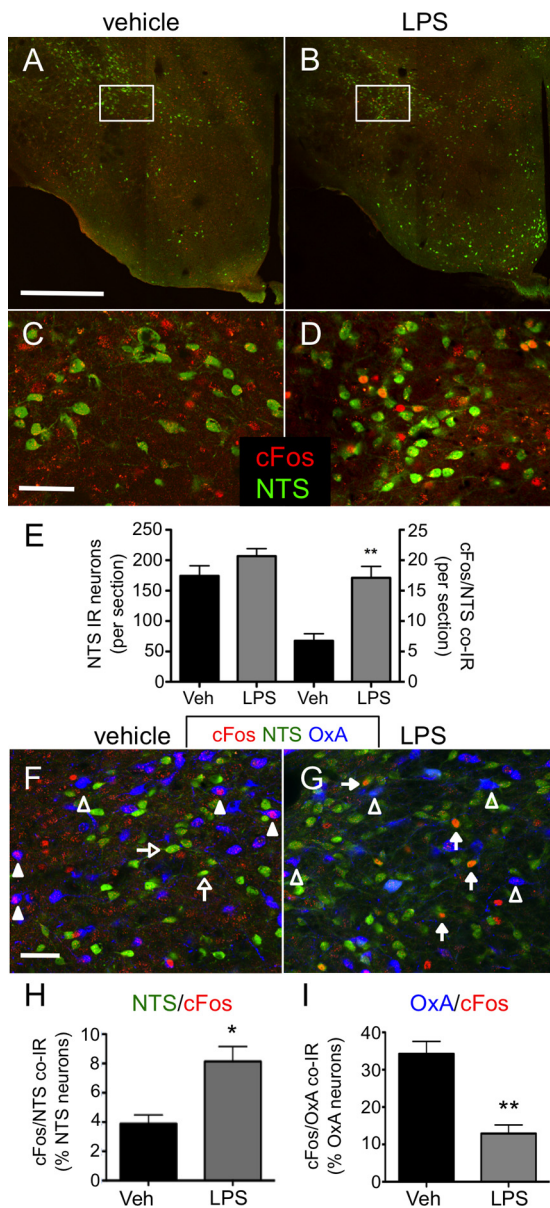 vehicle LPS
A B
C D
cFos
NTS
E
NTS IR neurons
(per section)
250
200
150
100
50
0
Veh LPS Veh LPS
**
25
20
15
10
5
0
cFos/NTS co-IR
(per section)
vehicle cFos NTS OxA LPS
F G
H NTS/cFos
cFos/NTS co-IR
(% NTS neurons)
10
8
6
4
2
0
*
Veh LPS
I OxA/cFos
cFos/OxA co-IR
(% OxA neurons)
40
30
20
10
0
**
Veh LPS